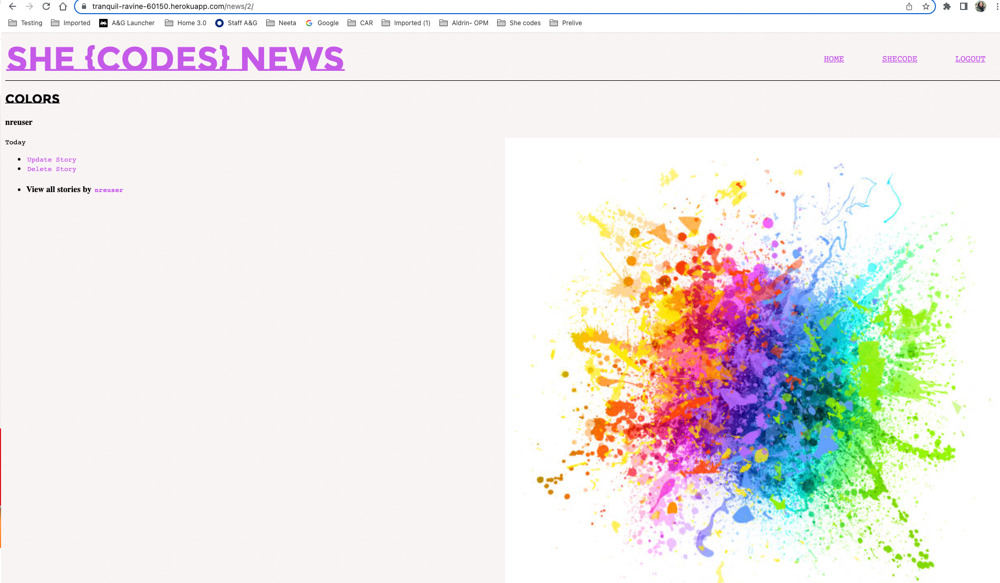 tranquil-ravine-60150.herokuapp.com/news/2/
Testing Imported A&G Launcher Home 3.0 Staff A&G Neeta Google CAR Imported (1) Aldrin- OPM She codes Prelive
SHE {CODES} NEWS HOME SHECODE LOGOUT
COLORS
nreuser
Today
Update Story
Delete Story
View all stories by nreuser